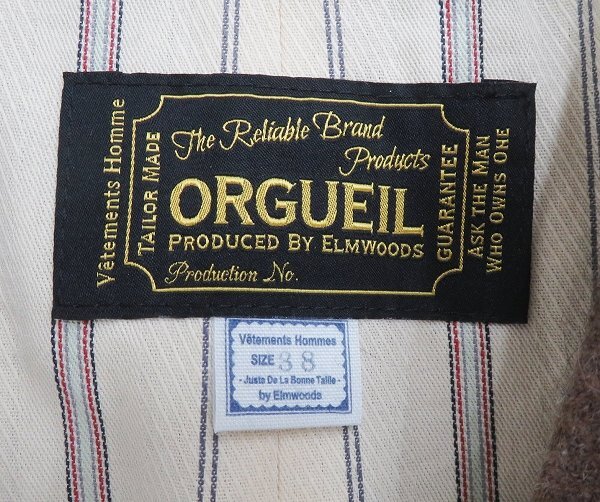 Vêtements Homme
TAILOR MADE
The Reliable Brand
Products
ORGUEIL
PRODUCED BY ELMWOODS
Production No.
GUARANTEE
ASK THE MAN
WHO OWNS ONE
Vêtements Hommes
SIZE 38
- Juste De La Bonne Taille -
by Elmwoods